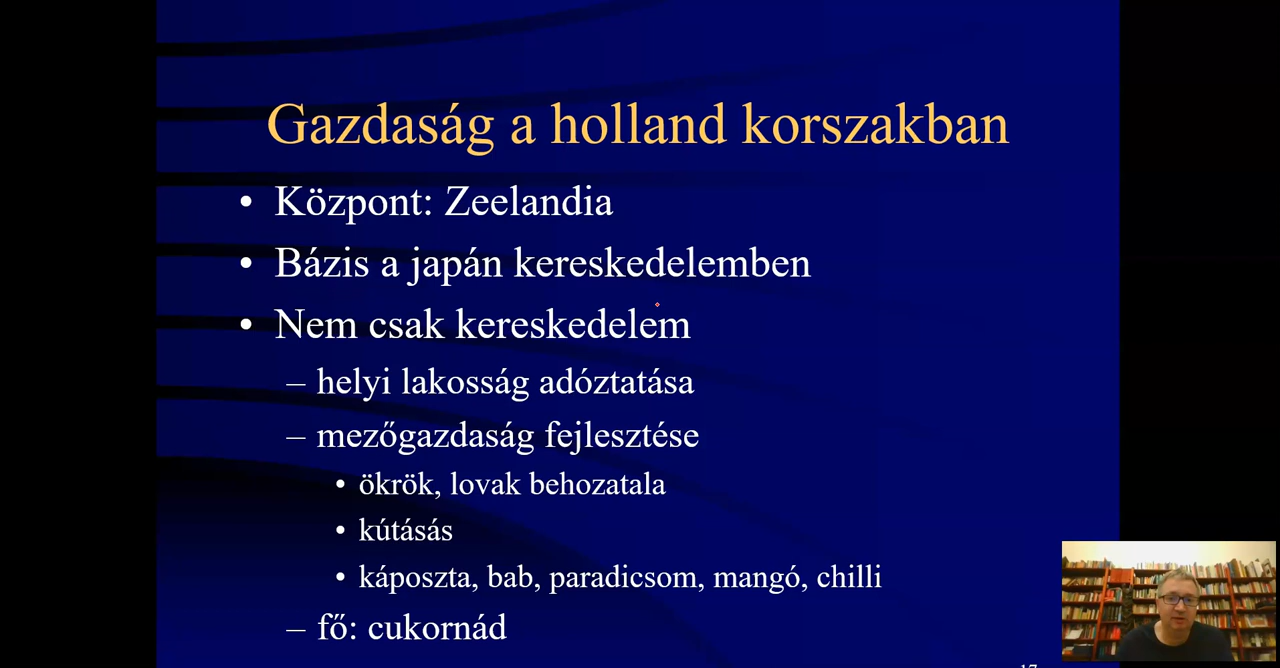 Gazdaság a holland korszakban
• Központ: Zeelandia
• Bázis a japán kereskedelemben
• Nem csak kereskedelem
– helyi lakosság adóztatása
– mezőgazdaság fejlesztése
• ökrök, lovak behozatala
• kútásás
• káposzta, bab, paradicsom, mangó, chilli
– fő: cukornád